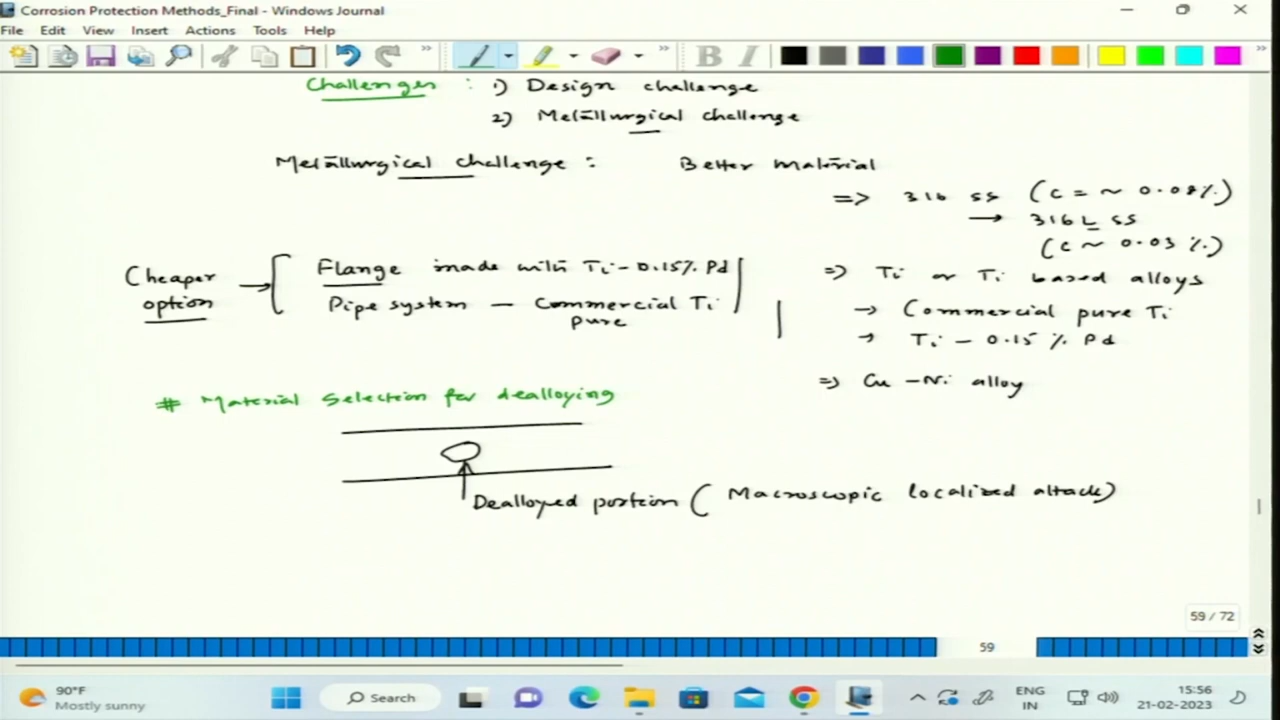 Corrosion Protection Methods_Final - Windows Journal
File Edit View Insert Actions Tools Help
B I
Challenges : 1) Design challenge
2) Metallurgical challenge
Metallurgical challenge : Better material
=> 316 SS (C = ~ 0.08%)
→ 316L SS
(C ~ 0.03 %)
Cheaper option → Flange made with Ti-0.15% Pd
Pipe system - Commercial Ti
pure
=> Ti or Ti based alloys
→ Commercial pure Ti
→ Ti - 0.15 % Pd
=> Cu -Ni alloy
# Material selection for dealloying
Dealloyed portion ( Macroscopic localized attack)
59 / 72
59
90°F
Mostly sunny
Search
ENG
IN
15:56
21-02-2023